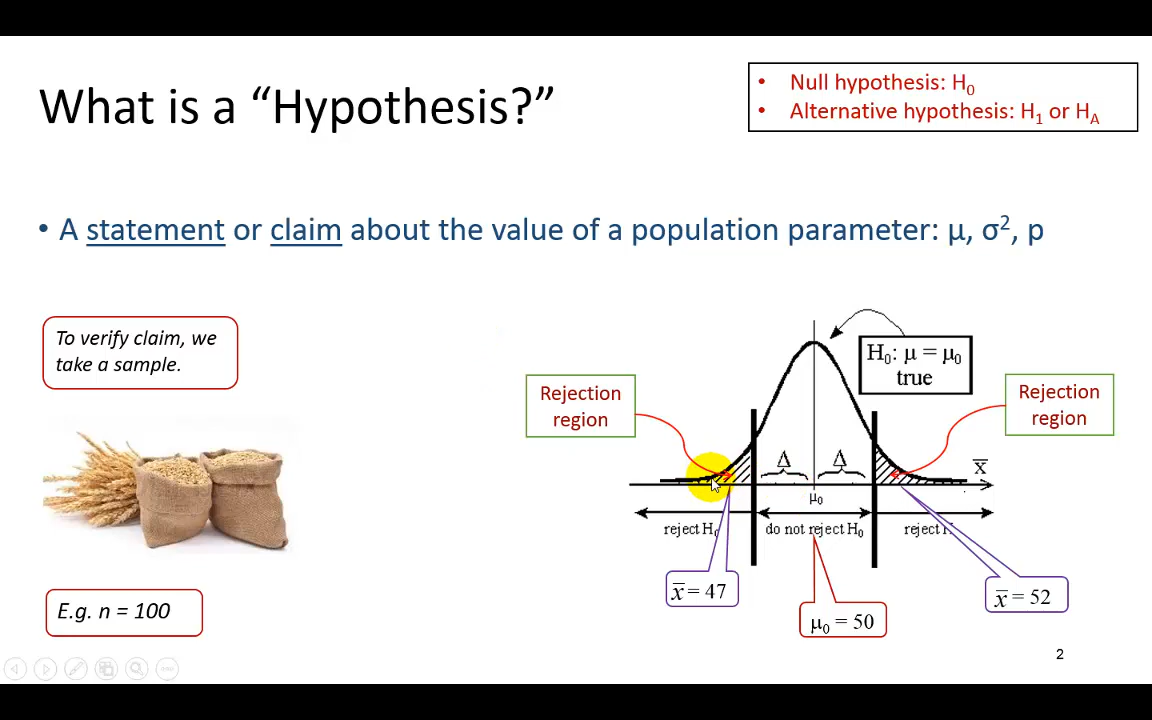 What is a “Hypothesis?”
• Null hypothesis: H₀
• Alternative hypothesis: H₁ or H_A
• A statement or claim about the value of a population parameter: μ, σ², p
To verify claim, we
take a sample.
H₀: μ = μ₀
true
Rejection
region
Rejection
region
Δ Δ
x̅
μ₀
reject H₀
do not reject H₀
reject
x̅ = 47
μ₀ = 50
x̅ = 52
E.g. n = 100
2